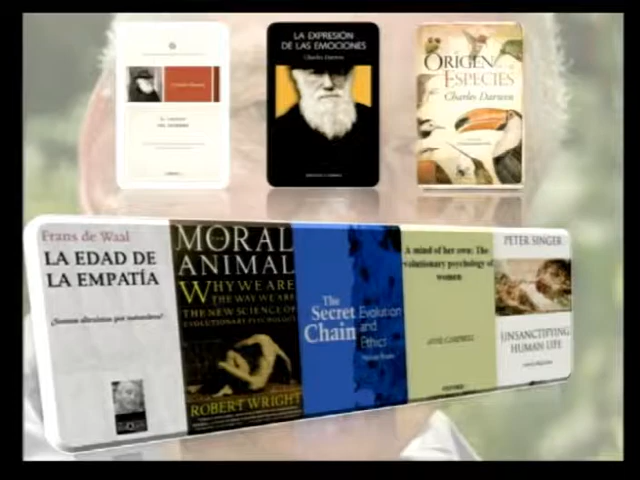 LA EXPRESIÓN
DE LAS EMOCIONES
Charles Darwin
ORIGEN
ESPECIES
Charles Darwin
Frans de Waal
LA EDAD DE
LA EMPATÍA
¿Somos altruistas por naturaleza?
THE
MORAL
ANIMAL
WHY WE ARE
THE WAY WE ARE
THE NEW SCIENCE OF
EVOLUTIONARY PSYCHOLOGY
ROBERT WRIGHT
The
Secret
Chain
Evolution
and
Ethics
A mind of her own: The
evolutionary psychology of
women
ANNE CAMPBELL
OXFORD
PETER SINGER
UNSANCTIFYING
HUMAN LIFE